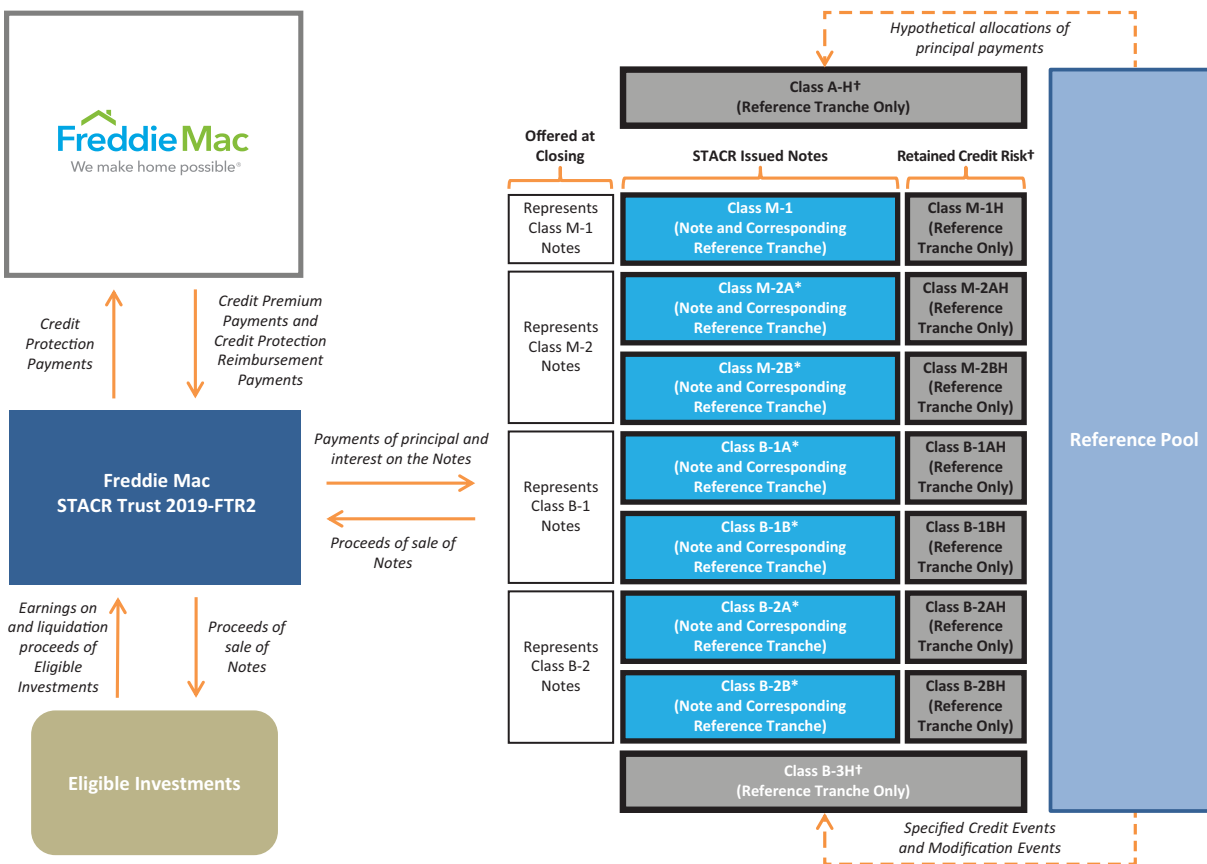 Freddie Mac
We make home possible®
Credit
Protection
Payments
Credit Premium
Payments and
Credit Protection
Reimbursement
Payments
Freddie Mac
STACR Trust 2019-FTR2
Earnings on
and liquidation
proceeds of
Eligible
Investments
Proceeds of
sale of
Notes
Eligible Investments
Payments of principal and
interest on the Notes
Proceeds of sale of
Notes
Hypothetical allocations of
principal payments
Class A-H†
(Reference Tranche Only)
Offered at
Closing
STACR Issued Notes
Retained Credit Risk†
Represents
Class M-1
Notes
Class M-1
(Note and Corresponding
Reference Tranche)
Class M-1H
(Reference
Tranche Only)
Represents
Class M-2
Notes
Class M-2A*
(Note and Corresponding
Reference Tranche)
Class M-2AH
(Reference
Tranche Only)
Class M-2B*
(Note and Corresponding
Reference Tranche)
Class M-2BH
(Reference
Tranche Only)
Represents
Class B-1
Notes
Class B-1A*
(Note and Corresponding
Reference Tranche)
Class B-1AH
(Reference
Tranche Only)
Class B-1B*
(Note and Corresponding
Reference Tranche)
Class B-1BH
(Reference
Tranche Only)
Represents
Class B-2
Notes
Class B-2A*
(Note and Corresponding
Reference Tranche)
Class B-2AH
(Reference
Tranche Only)
Class B-2B*
(Note and Corresponding
Reference Tranche)
Class B-2BH
(Reference
Tranche Only)
Class B-3H†
(Reference Tranche Only)
Specified Credit Events
and Modification Events
Reference Pool